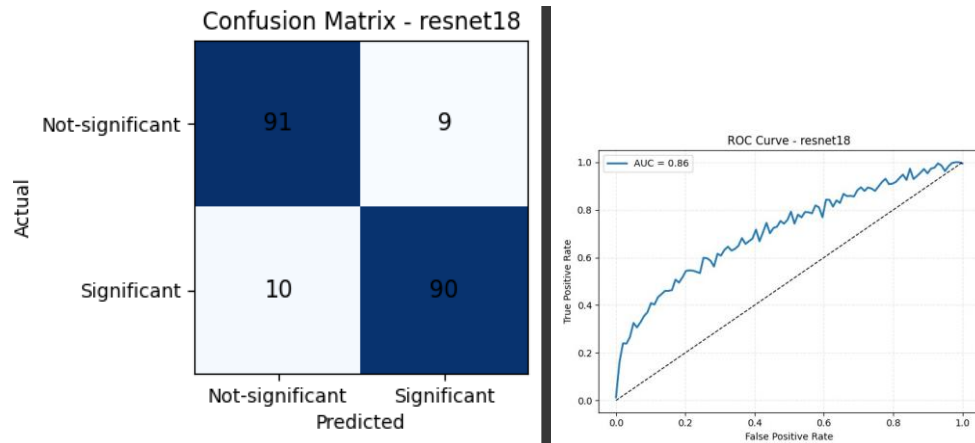 Confusion Matrix - resnet18
Actual
Not-significant
91
9
Significant
10
90
Not-significant
Significant
Predicted
ROC Curve - resnet18
AUC = 0.86
True Positive Rate
1.0
0.8
0.6
0.4
0.2
0.0
0.0
0.2
0.4
0.6
0.8
1.0
False Positive Rate